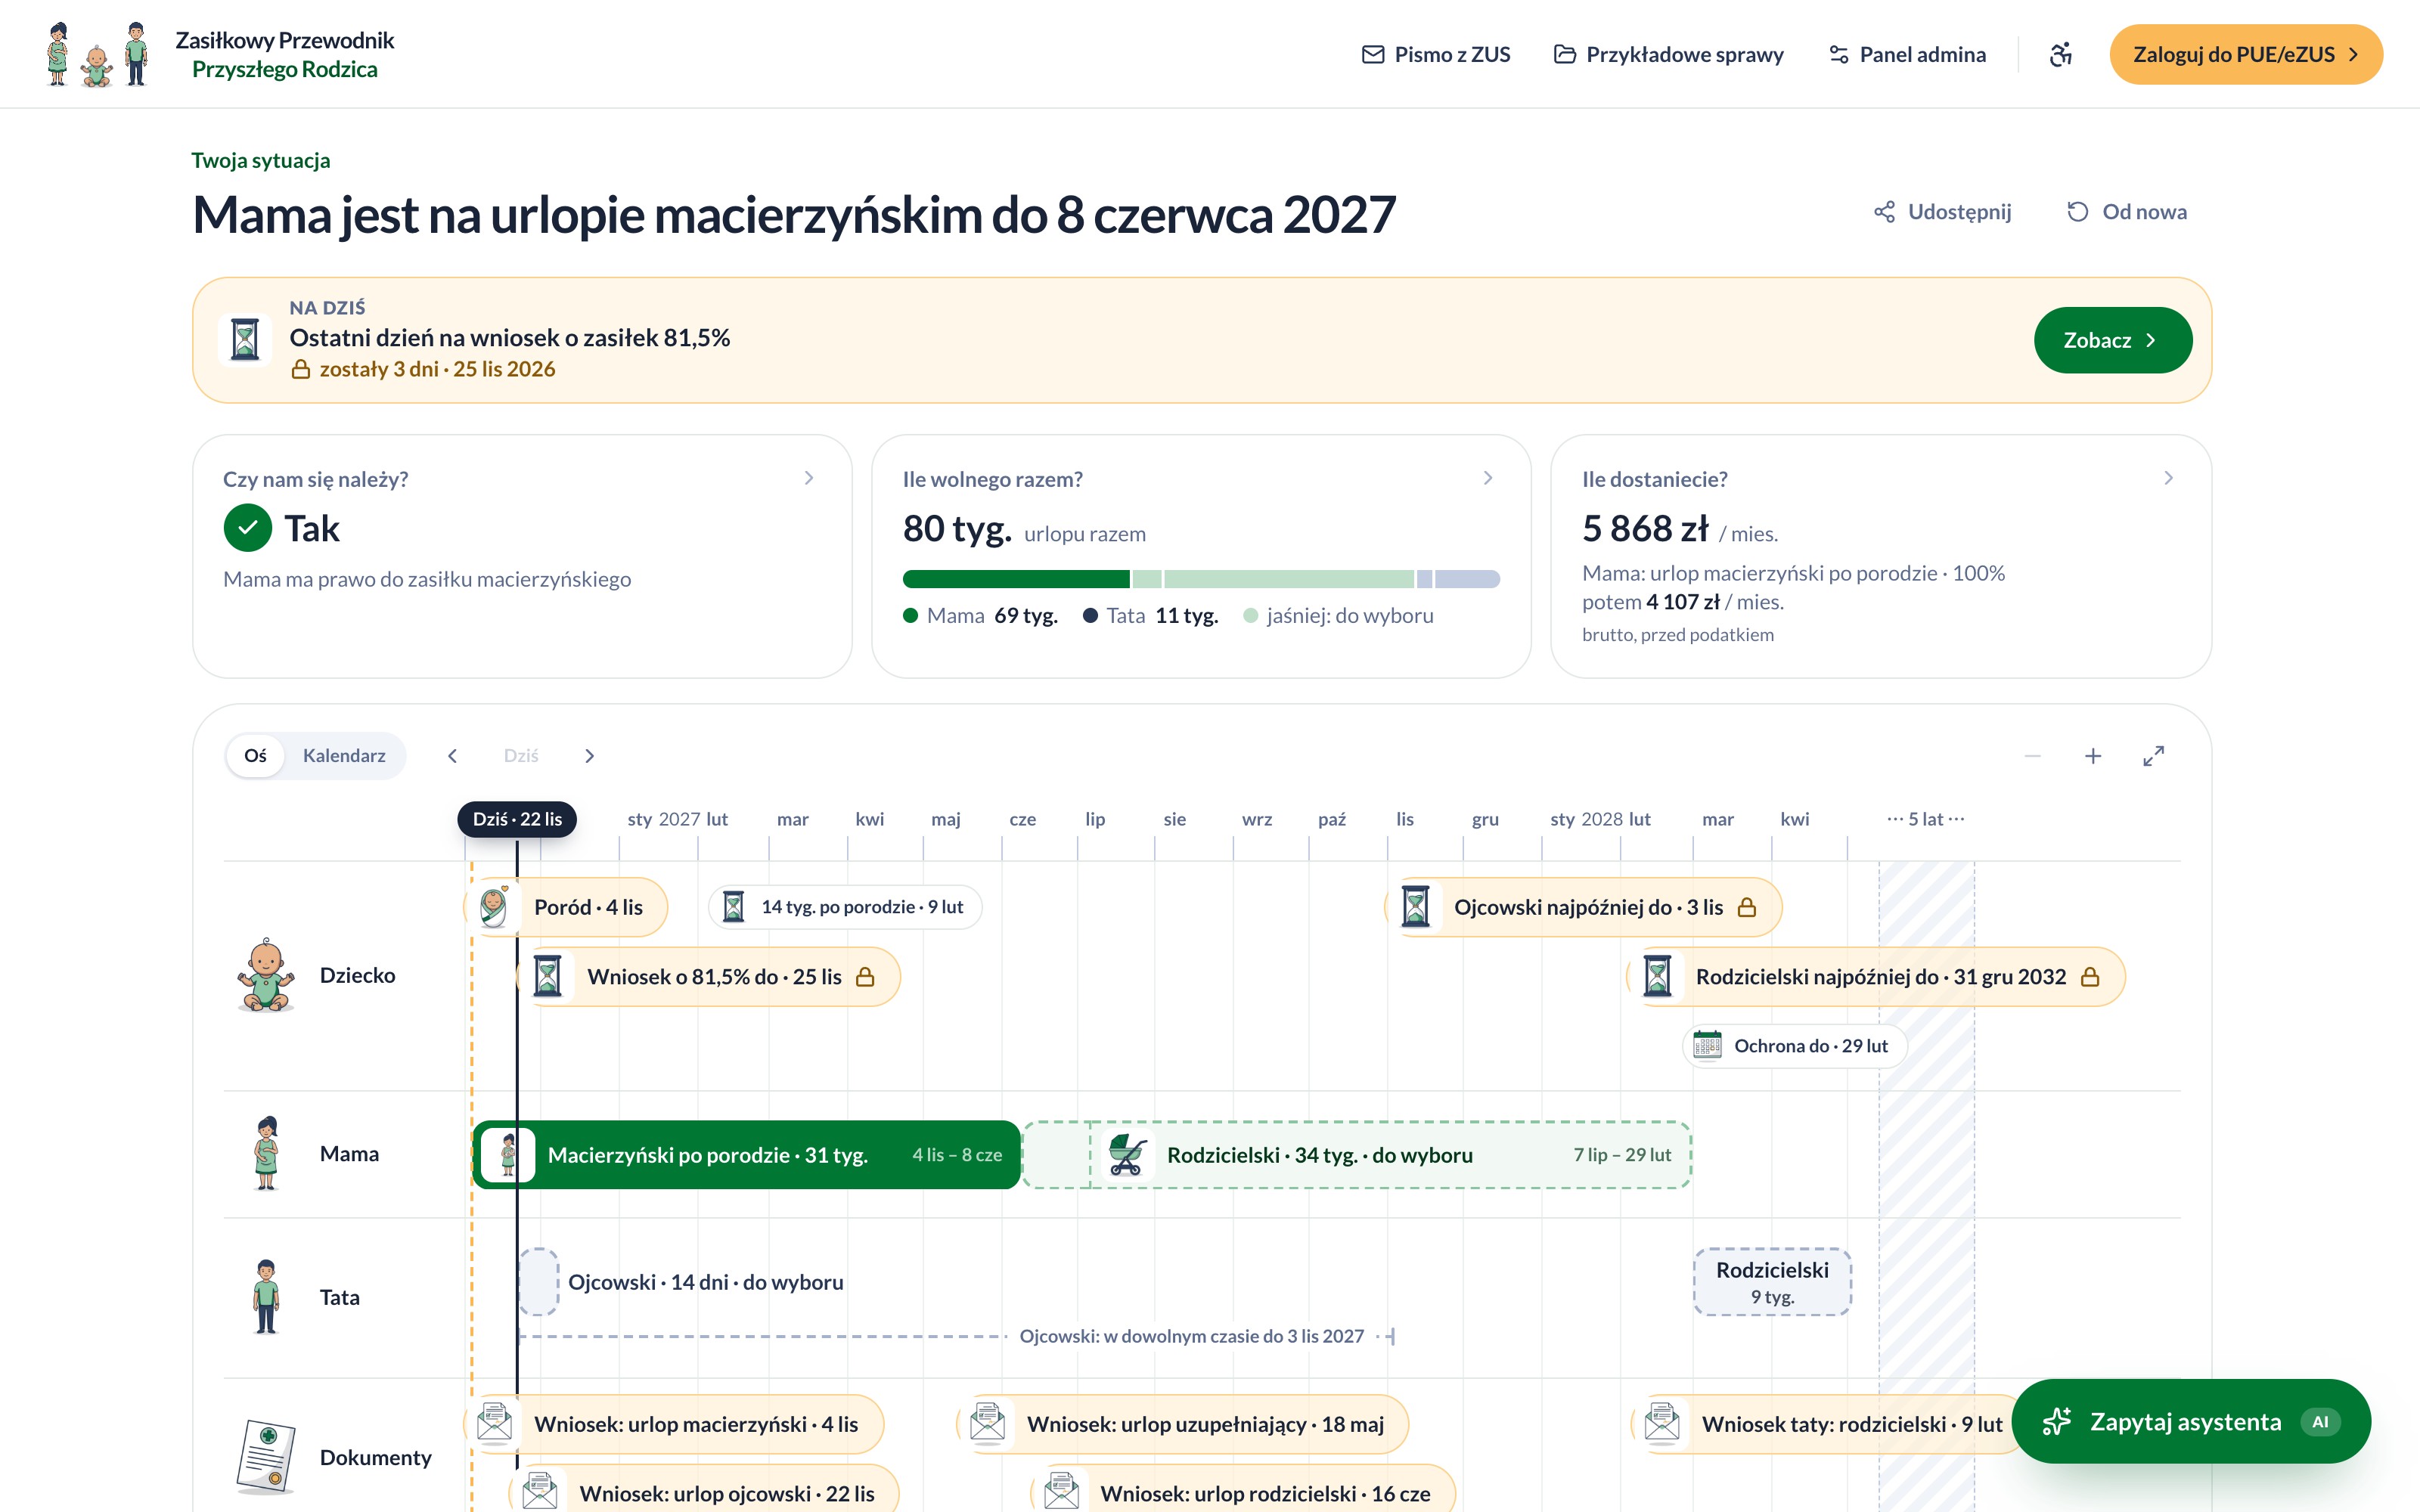 Zasiłkowy Przewodnik
Przyszłego Rodzica
Pismo z ZUS
Przykładowe sprawy
Panel admina
Zaloguj do PUE/eZUS
Twoja sytuacja
Mama jest na urlopie macierzyńskim do 8 czerwca 2027
Udostępnij
Od nowa
NA DZIŚ
Ostatni dzień na wniosek o zasiłek 81,5%
zostały 3 dni · 25 lis 2026
Zobacz
Czy nam się należy?
Tak
Mama ma prawo do zasiłku macierzyńskiego
Ile wolnego razem?
80 tyg. urlopu razem
Mama 69 tyg. Tata 11 tyg. jaśniej: do wyboru
Ile dostaniecie?
5 868 zł / mies.
Mama: urlop macierzyński po porodzie · 100%
potem 4 107 zł / mies.
brutto, przed podatkiem
Oś Kalendarz Dziś
Dziś · 22 lis sty 2027 lut mar kwi maj cze lip sie wrz paź lis gru sty 2028 lut mar kwi ··· 5 lat ···
Dziecko
Poród · 4 lis
14 tyg. po porodzie · 9 lut
Ojcowski najpóźniej do · 3 lis
Wniosek o 81,5% do · 25 lis
Rodzicielski najpóźniej do · 31 gru 2032
Ochrona do · 29 lut
Mama
Macierzyński po porodzie · 31 tyg. 4 lis – 8 cze
Rodzicielski · 34 tyg. · do wyboru 7 lip – 29 lut
Tata
Ojcowski · 14 dni · do wyboru
Rodzicielski
9 tyg.
Ojcowski: w dowolnym czasie do 3 lis 2027
Dokumenty
Wniosek: urlop macierzyński · 4 lis
Wniosek: urlop uzupełniający · 18 maj
Wniosek taty: rodzicielski · 9 lut
Wniosek: urlop ojcowski · 22 lis
Wniosek: urlop rodzicielski · 16 cze
Zapytaj asystenta AI